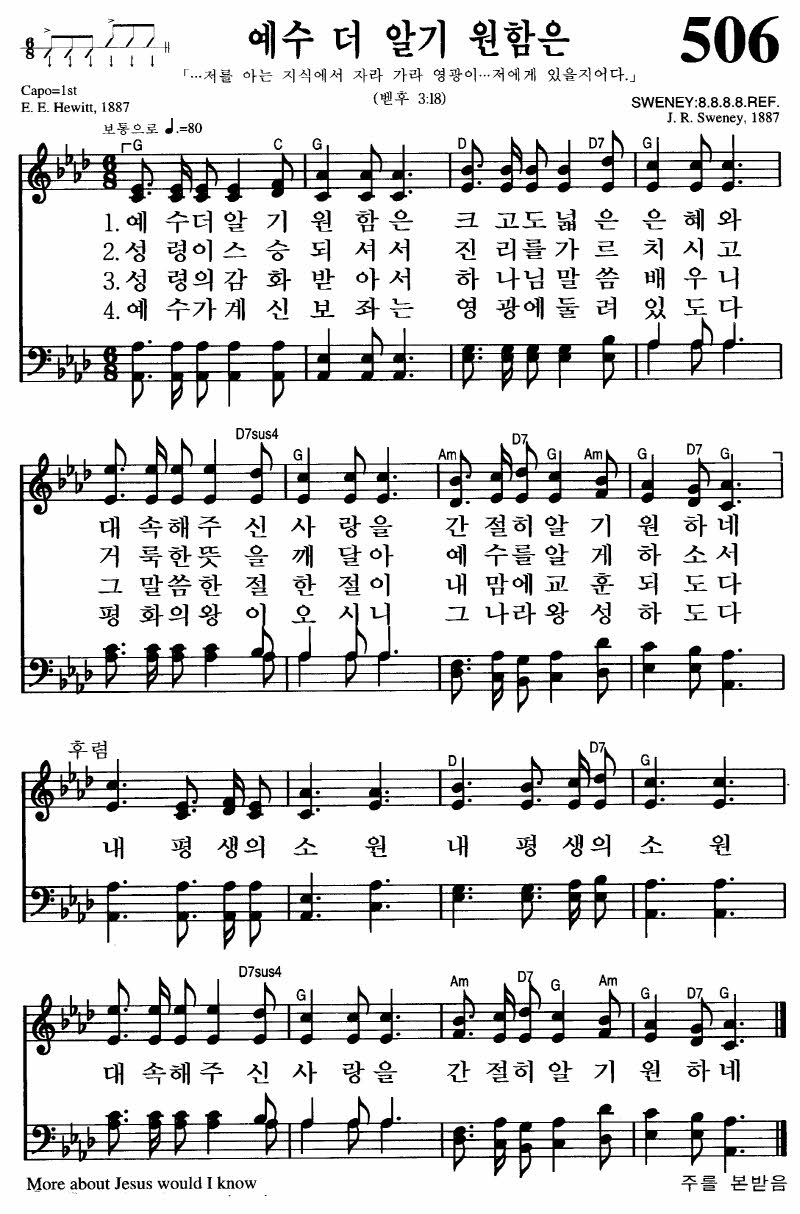 예수 더 알기 원함은 506
「…저를 아는 지식에서 자라 가라 영광이…저에게 있을지어다.」
(벧후 3:18)
Capo=1st
E. E. Hewitt, 1887
SWENEY:8.8.8.8.REF.
J. R. Sweney, 1887
보통으로 ♩.=80
G C G D D7 G
1. 예 수더알 기 원 함 은 크 고도넓 은 은 혜 와
2. 성 령이스 승 되 셔 서 진 리를가 르 치 시 고
3. 성 령의감 화 받 아 서 하 나님말 씀 배 우 니
4. 예 수가계 신 보 좌 는 영 광에둘 려 있 도 다
D7sus4 G Am D7 G Am G D7 G
대 속해주 신 사 랑 을 간 절히알 기 원 하 네
거 룩한뜻 을 깨 달 아 예 수를알 게 하 소 서
그 말씀한 절 한 절 이 내 맘에교 훈 되 도 다
평 화의왕 이 오 시 니 그 나라왕 성 하 도 다
후렴
D D7 G
내 평 생의 소 원 내 평 생의 소 원
D7sus4 G Am D7 G Am G D7 G
대 속해주 신 사 랑 을 간 절히알 기 원 하 네
More about Jesus would I know
주를 본받음